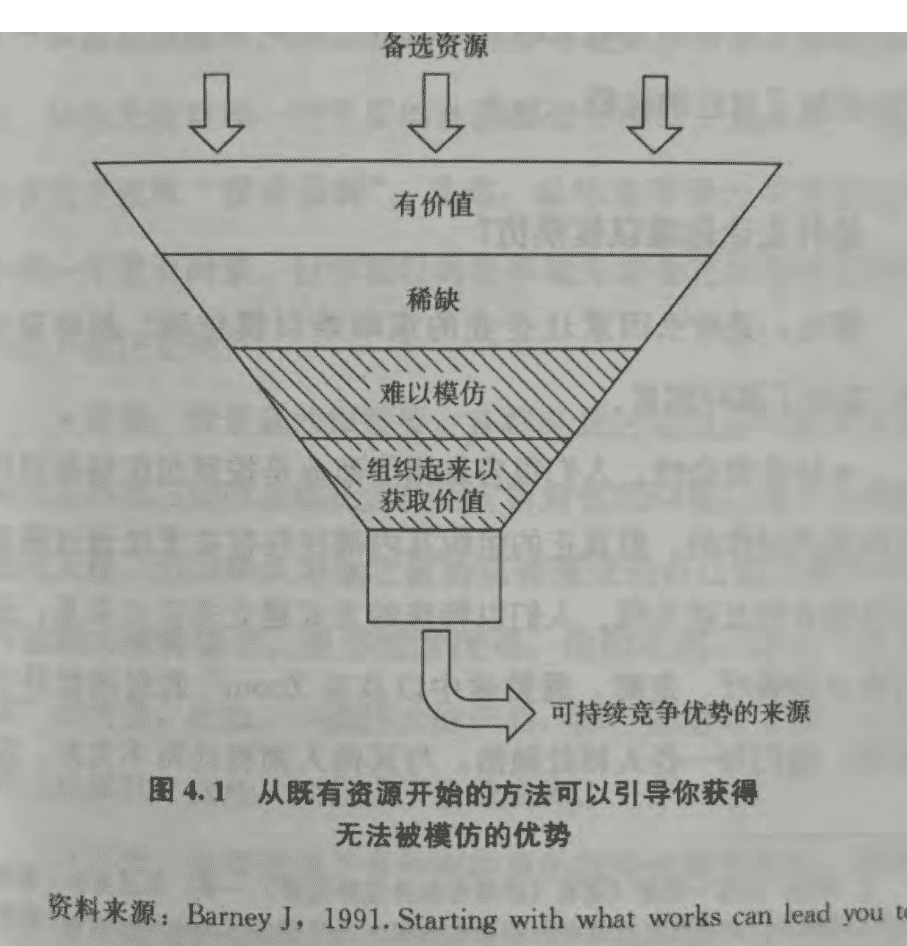 备选资源
有价值
稀缺
难以模仿
组织起来以
获取价值
可持续竞争优势的来源
图 4.1 从既有资源开始的方法可以引导你获得
无法被模仿的优势
资料来源：Barney J，1991. Starting with what works can lead you to